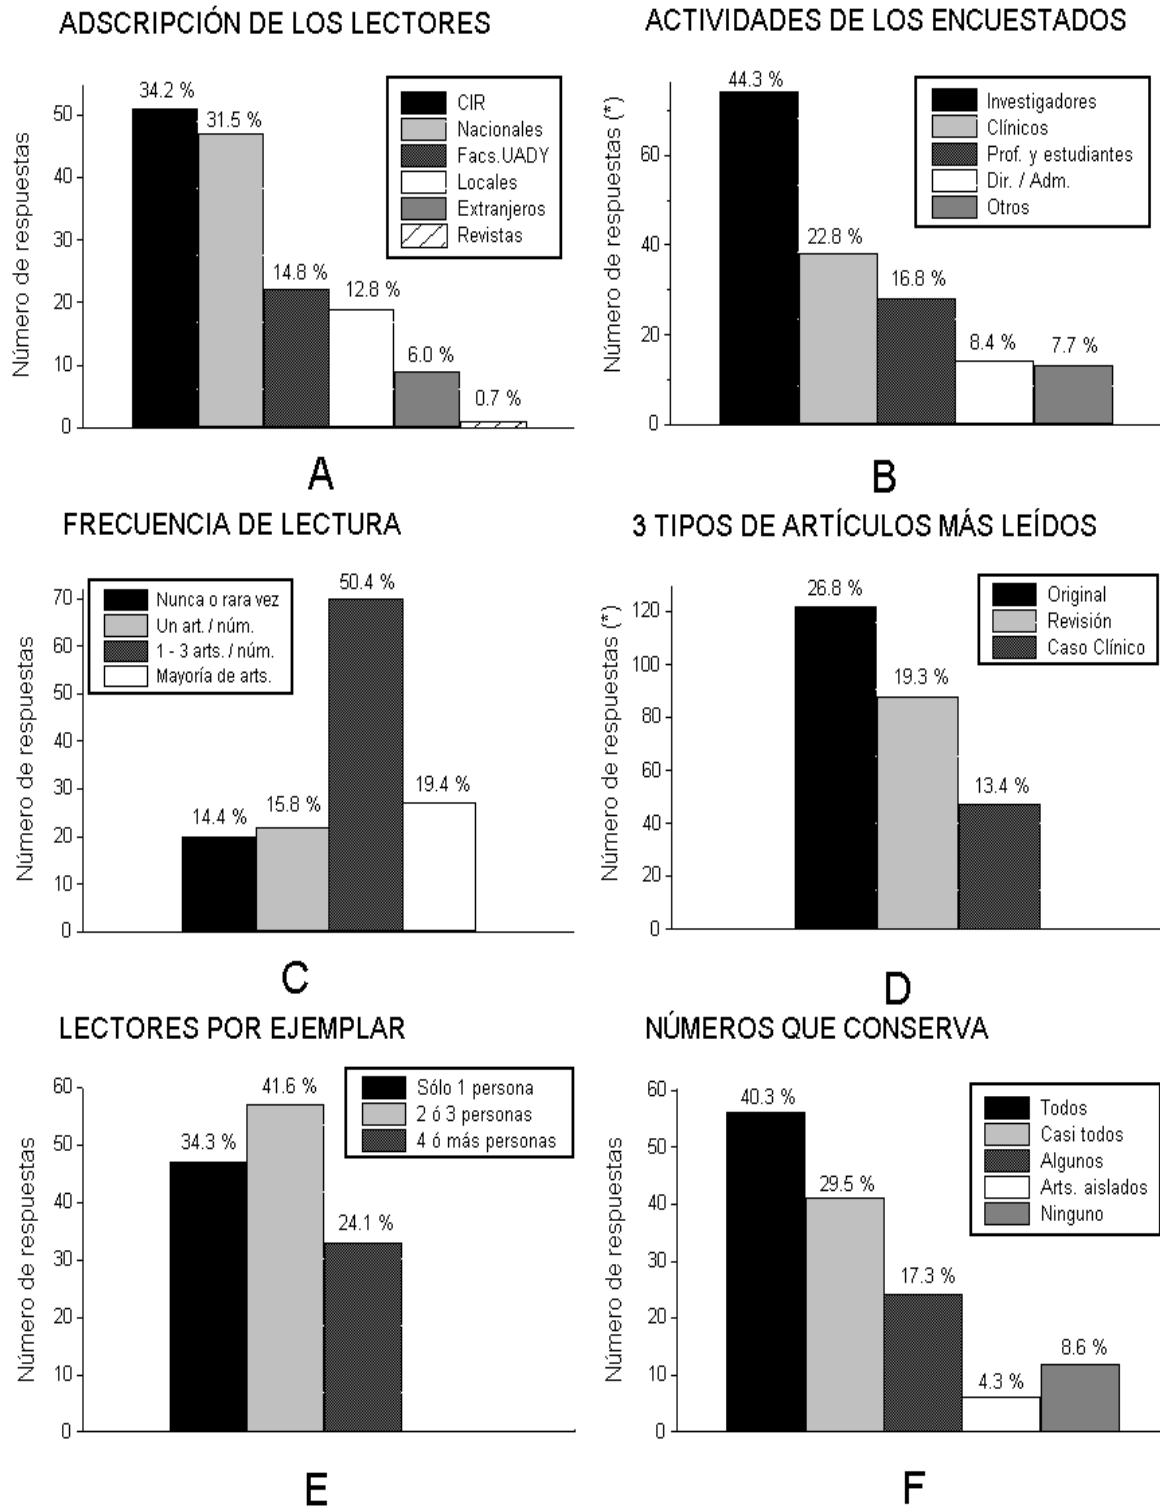 ADSCRIPCIÓN DE LOS LECTORES
Número de respuestas
50
40
30
20
10
0
34.2 %
31.5 %
14.8 %
12.8 %
6.0 %
0.7 %
CIR
Nacionales
Facs.UADY
Locales
Extranjeros
Revistas
A
ACTIVIDADES DE LOS ENCUESTADOS
Número de respuestas (*)
60
40
20
0
44.3 %
22.8 %
16.8 %
8.4 %
7.7 %
Investigadores
Clínicos
Prof. y estudiantes
Dir. / Adm.
Otros
B
FRECUENCIA DE LECTURA
Número de respuestas
70
60
50
40
30
20
10
0
14.4 %
15.8 %
50.4 %
19.4 %
Nunca o rara vez
Un art. / núm.
1 - 3 arts. / núm.
Mayoría de arts.
C
3 TIPOS DE ARTÍCULOS MÁS LEÍDOS
Número de respuestas (*)
120
100
80
60
40
20
0
26.8 %
19.3 %
13.4 %
Original
Revisión
Caso Clínico
D
LECTORES POR EJEMPLAR
Número de respuestas
60
50
40
30
20
10
0
34.3 %
41.6 %
24.1 %
Sólo 1 persona
2 ó 3 personas
4 ó más personas
E
NÚMEROS QUE CONSERVA
Número de respuestas
60
50
40
30
20
10
0
40.3 %
29.5 %
17.3 %
4.3 %
8.6 %
Todos
Casi todos
Algunos
Arts. aislados
Ninguno
F